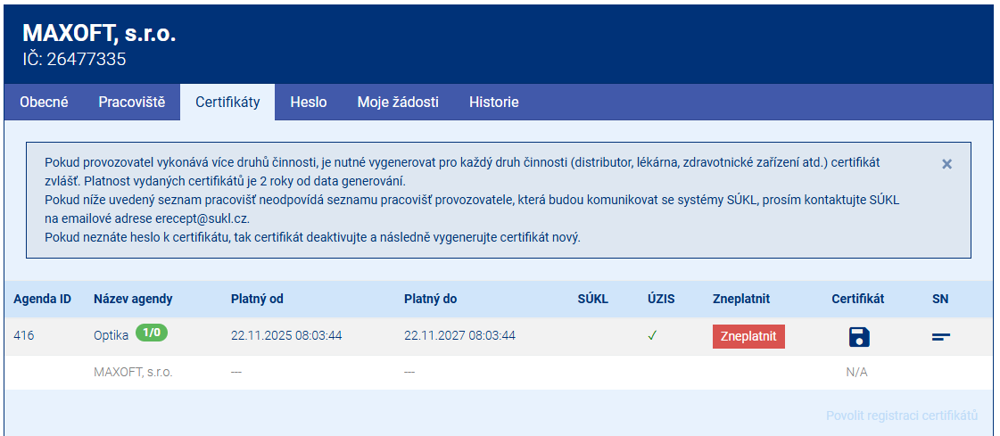 MAXOFT, s.r.o.
IČ: 26477335
Obecné Pracoviště Certifikáty Heslo Moje žádosti Historie
Pokud provozovatel vykonává více druhů činnosti, je nutné vygenerovat pro každý druh činnosti (distributor, lékárna, zdravotnické zařízení atd.) certifikát
zvlášť. Platnost vydaných certifikátů je 2 roky od data generování.
Pokud níže uvedený seznam pracovišť neodpovídá seznamu pracovišť provozovatele, která budou komunikovat se systémy SÚKL, prosím kontaktujte SÚKL
na emailové adrese erecept@sukl.cz.
Pokud neznáte heslo k certifikátu, tak certifikát deaktivujte a následně vygenerujte certifikát nový.
Agenda ID Název agendy Platný od Platný do SÚKL ÚZIS Zneplatnit Certifikát SN
416 Optika 1/0 22.11.2025 08:03:44 22.11.2027 08:03:44 ✓ Zneplatnit
MAXOFT, s.r.o. --- --- N/A
Povolit registraci certifikátů